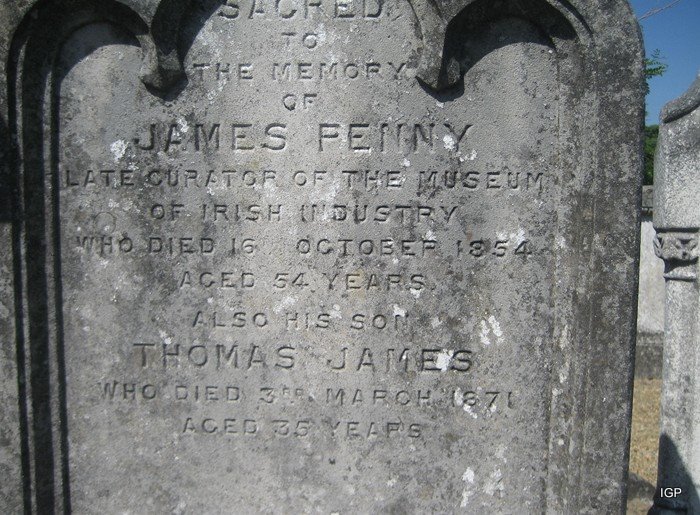 SACRED
TO
THE MEMORY
OF
JAMES PENNY
LATE CURATOR OF THE MUSEUM
OF IRISH INDUSTRY
WHO DIED 16 OCTOBER 1854
AGED 54 YEARS
ALSO HIS SON
THOMAS JAMES
WHO DIED 3RD MARCH 1871
AGED 35 YEARS
IGP